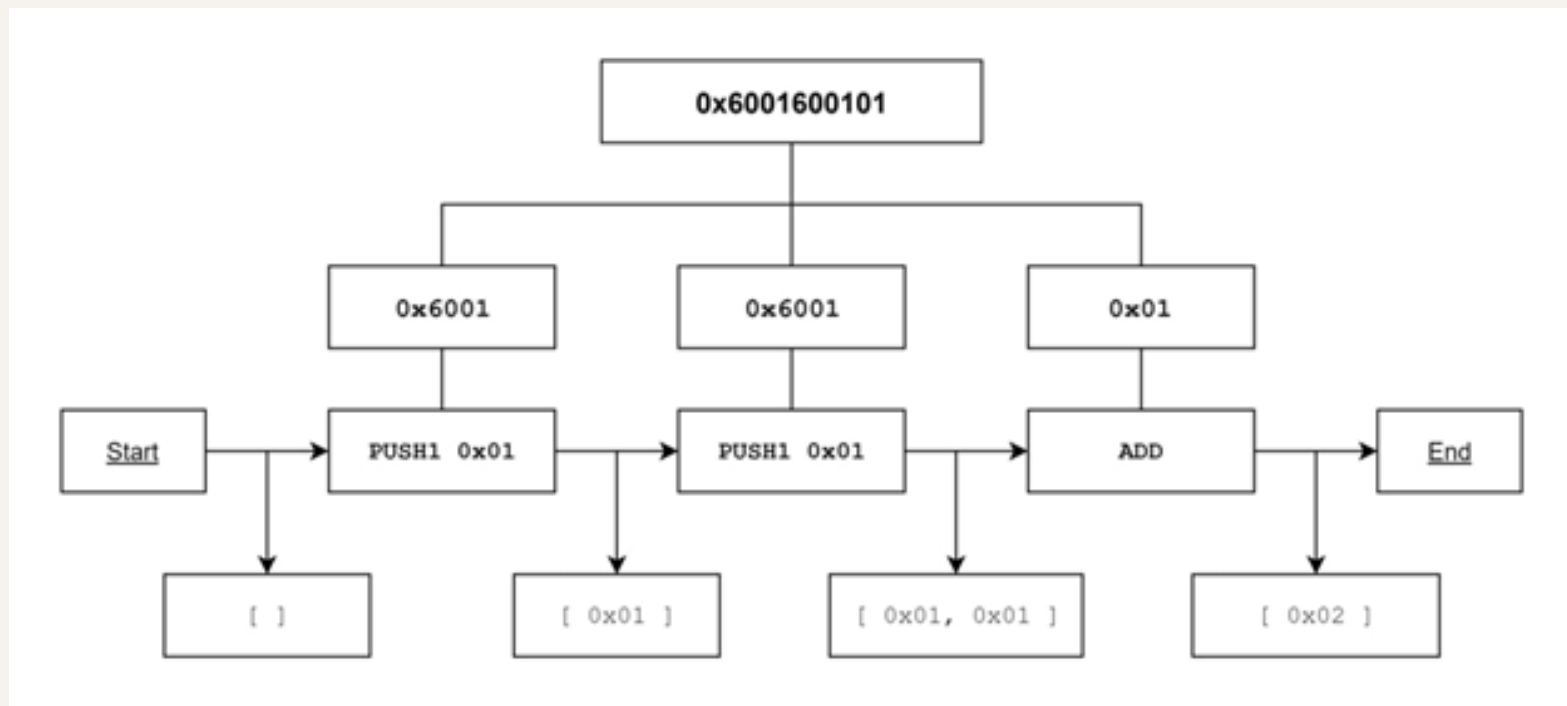 0x6001600101
0x6001
0x6001
0x01
Start
PUSH1 0x01
PUSH1 0x01
ADD
End
[ ]
[ 0x01 ]
[ 0x01, 0x01 ]
[ 0x02 ]